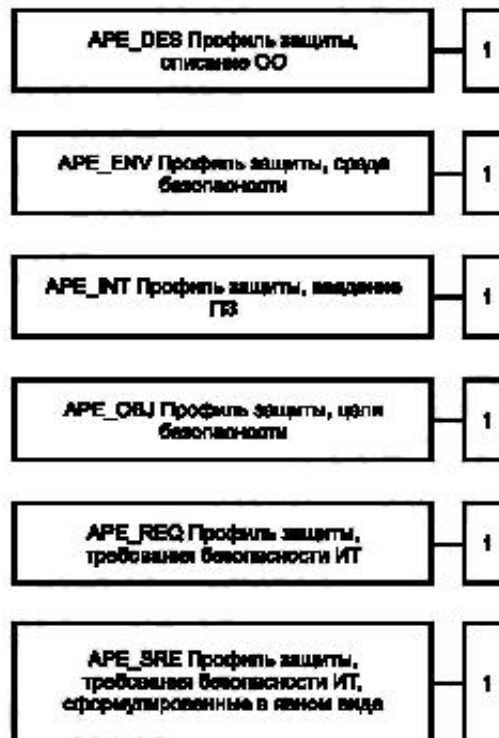 APE_DES Профиль защиты,
описание ОО
1
APE_ENV Профиль защиты, среда
безопасности
1
APE_INT Профиль защиты, введение
ПЗ
1
APE_OBJ Профиль защиты, цели
безопасности
1
APE_REQ Профиль защиты,
требования безопасности ИТ
1
APE_SRE Профиль защиты,
требования безопасности ИТ,
сформулированные в явном виде
1